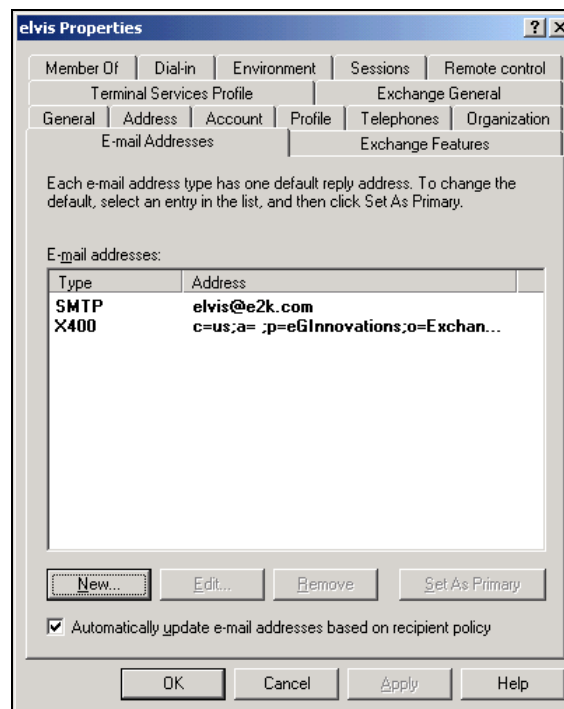 elvis Properties
Member Of Dial-in Environment Sessions Remote control
Terminal Services Profile Exchange General
General Address Account Profile Telephones Organization
E-mail Addresses Exchange Features
Each e-mail address type has one default reply address. To change the
default, select an entry in the list, and then click Set As Primary.
E-mail addresses:
Type Address
SMTP elvis@e2k.com
X400 c=us;a= ;p=eGInnovations;o=Exchan...
New... Edit... Remove Set As Primary
Automatically update e-mail addresses based on recipient policy
OK Cancel Apply Help